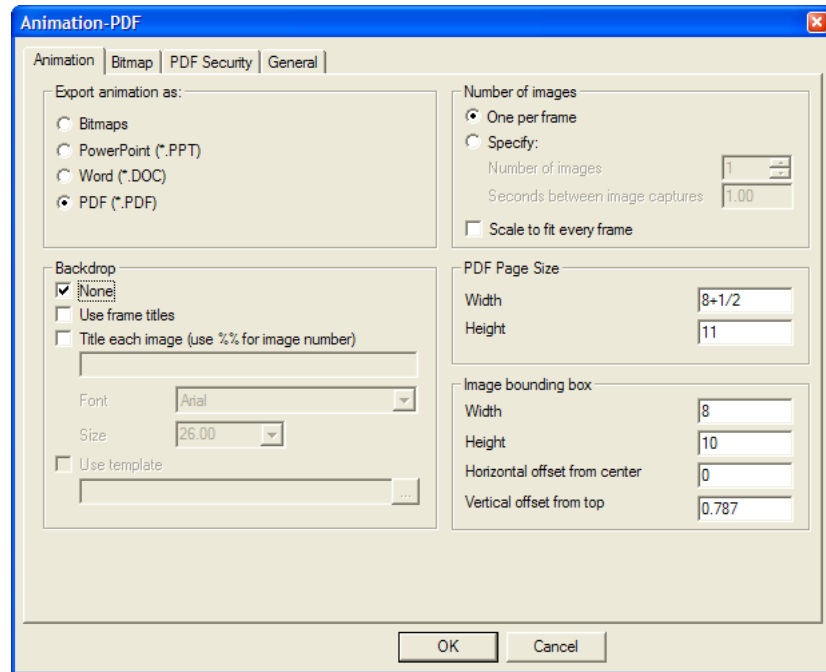 Animation-PDF
Animation Bitmap PDF Security General
Export animation as:
Bitmaps
PowerPoint (*.PPT)
Word (*.DOC)
PDF (*.PDF)
Number of images
One per frame
Specify:
Number of images 1
Seconds between image captures 1.00
Scale to fit every frame
Backdrop
None
Use frame titles
Title each image (use %% for image number)
Font Arial
Size 26.00
Use template
...
PDF Page Size
Width 8+1/2
Height 11
Image bounding box
Width 8
Height 10
Horizontal offset from center 0
Vertical offset from top 0.787
OK Cancel